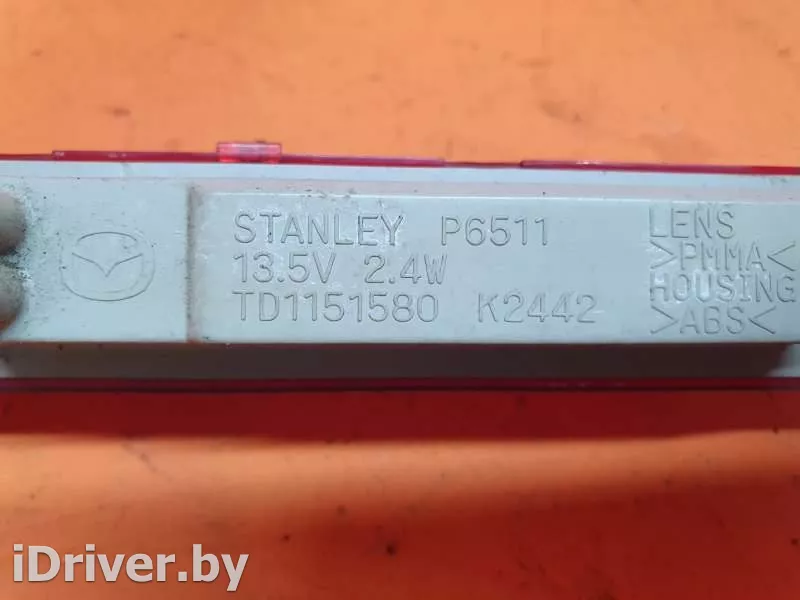 STANLEY P6511
13.5V 2.4W
TD1151580 K2442
LENS
>PMMA<
HOUSING
>ABS<
iDriver.by